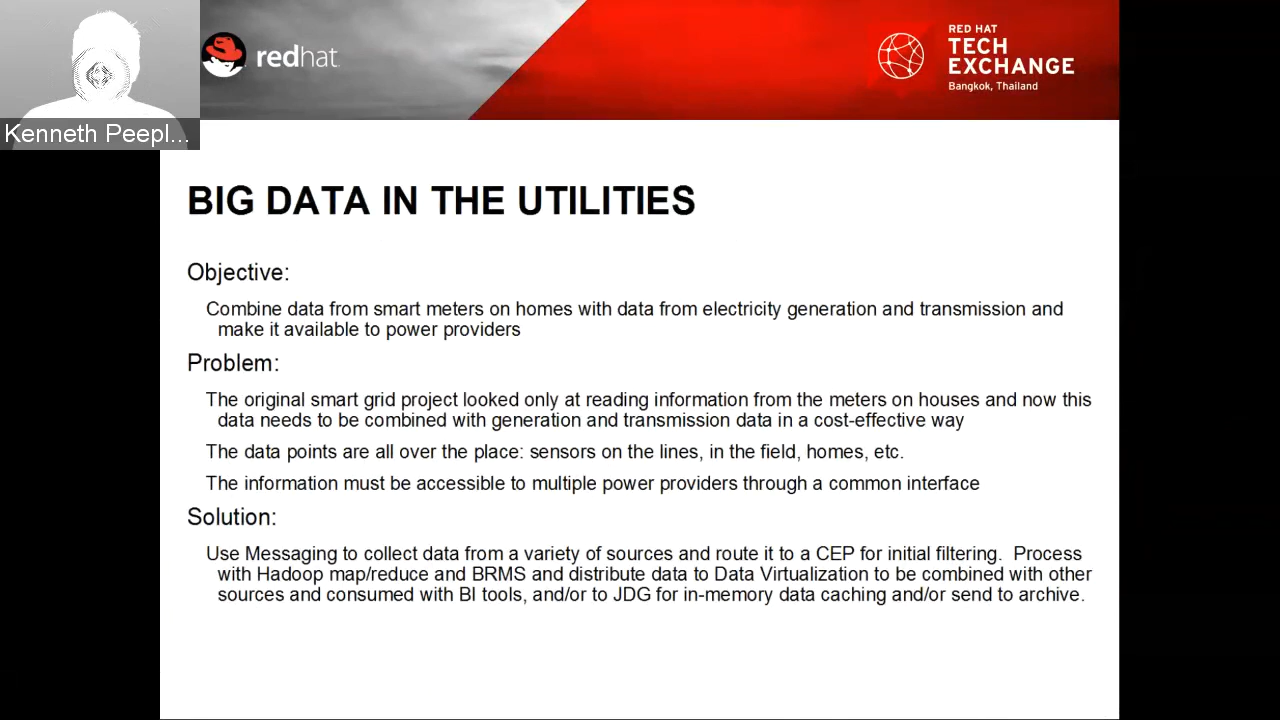 redhat.
RED HAT
TECH
EXCHANGE
Bangkok, Thailand
Kenneth Peepl...
BIG DATA IN THE UTILITIES
Objective:
Combine data from smart meters on homes with data from electricity generation and transmission and
make it available to power providers
Problem:
The original smart grid project looked only at reading information from the meters on houses and now this
data needs to be combined with generation and transmission data in a cost-effective way
The data points are all over the place: sensors on the lines, in the field, homes, etc.
The information must be accessible to multiple power providers through a common interface
Solution:
Use Messaging to collect data from a variety of sources and route it to a CEP for initial filtering.  Process
with Hadoop map/reduce and BRMS and distribute data to Data Virtualization to be combined with other
sources and consumed with BI tools, and/or to JDG for in-memory data caching and/or send to archive.